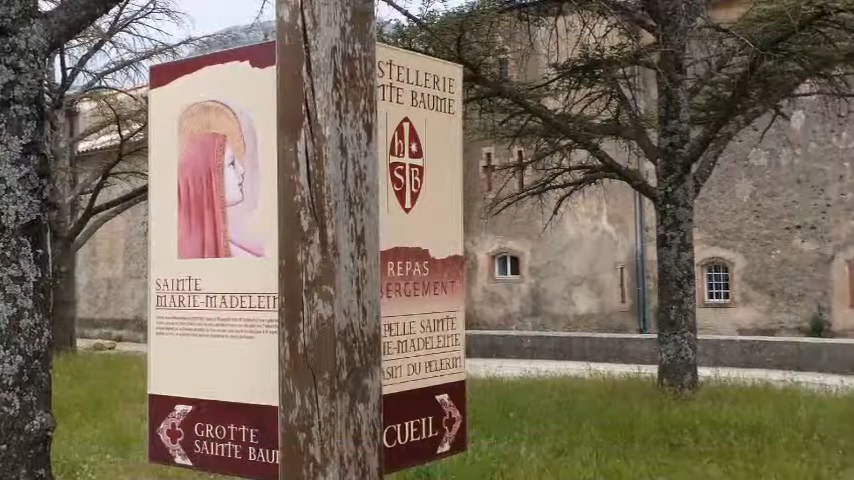 SAINTE
MARIE-MADELEIN
GROTTE
SAINTE BAU
STELLERIE
TE BAUME
h
SB
REPAS
BERGEMENT
PELLE SAINTE
IE-MADELEINE
SIN DU PELERIN
CUEIL